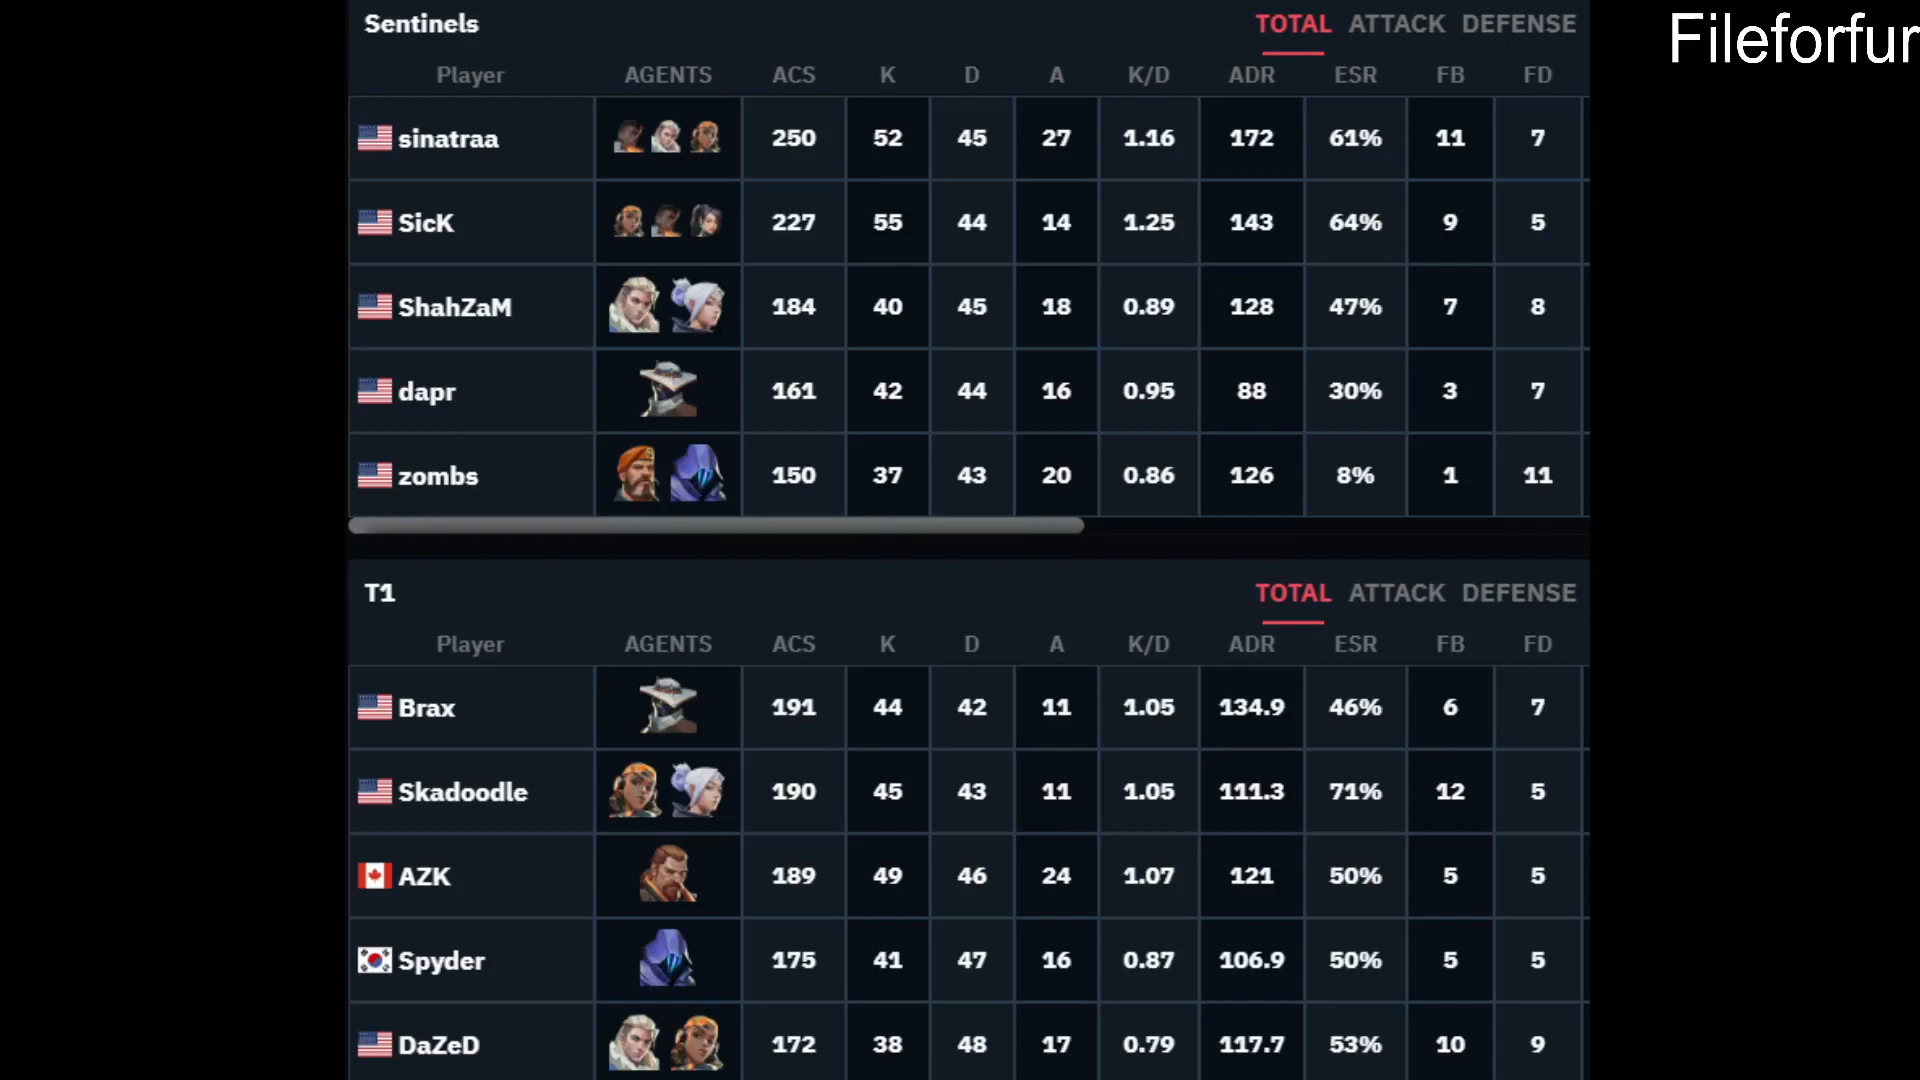 Sentinels TOTAL ATTACK DEFENSE
Fileforfur
Player AGENTS ACS K D A K/D ADR ESR FB FD
sinatraa 250 52 45 27 1.16 172 61% 11 7
SicK 227 55 44 14 1.25 143 64% 9 5
ShahZaM 184 40 45 18 0.89 128 47% 7 8
dapr 161 42 44 16 0.95 88 30% 3 7
zombs 150 37 43 20 0.86 126 8% 1 11
T1 TOTAL ATTACK DEFENSE
Player AGENTS ACS K D A K/D ADR ESR FB FD
Brax 191 44 42 11 1.05 134.9 46% 6 7
Skadoodle 190 45 43 11 1.05 111.3 71% 12 5
AZK 189 49 46 24 1.07 121 50% 5 5
Spyder 175 41 47 16 0.87 106.9 50% 5 5
DaZeD 172 38 48 17 0.79 117.7 53% 10 9